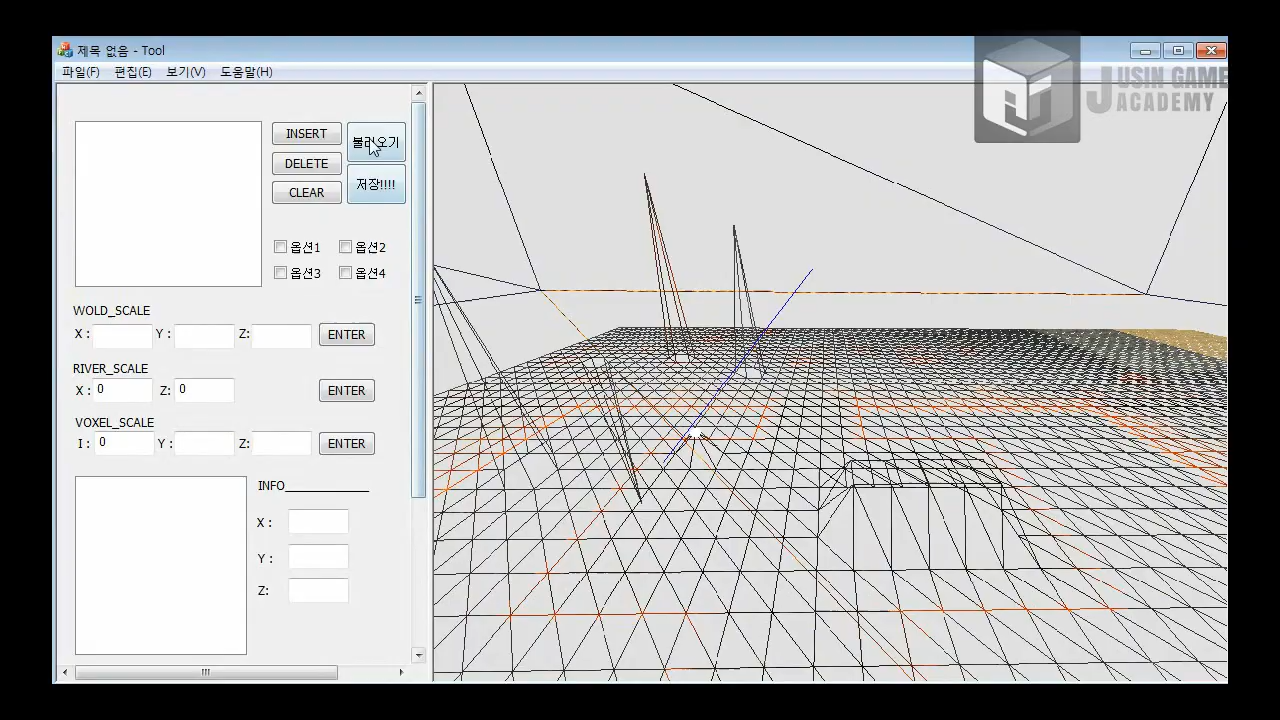 제목 없음 - Tool
파일(F) 편집(E) 보기(V) 도움말(H)
JUSIN GAME
ACADEMY
INSERT
불러오기
DELETE
저장!!!!
CLEAR
옵션1 옵션2
옵션3 옵션4
WOLD_SCALE
X : Y : Z: ENTER
RIVER_SCALE
X : 0 Z: 0 ENTER
VOXEL_SCALE
I : 0 Y : Z: ENTER
INFO____________
X :
Y :
Z: